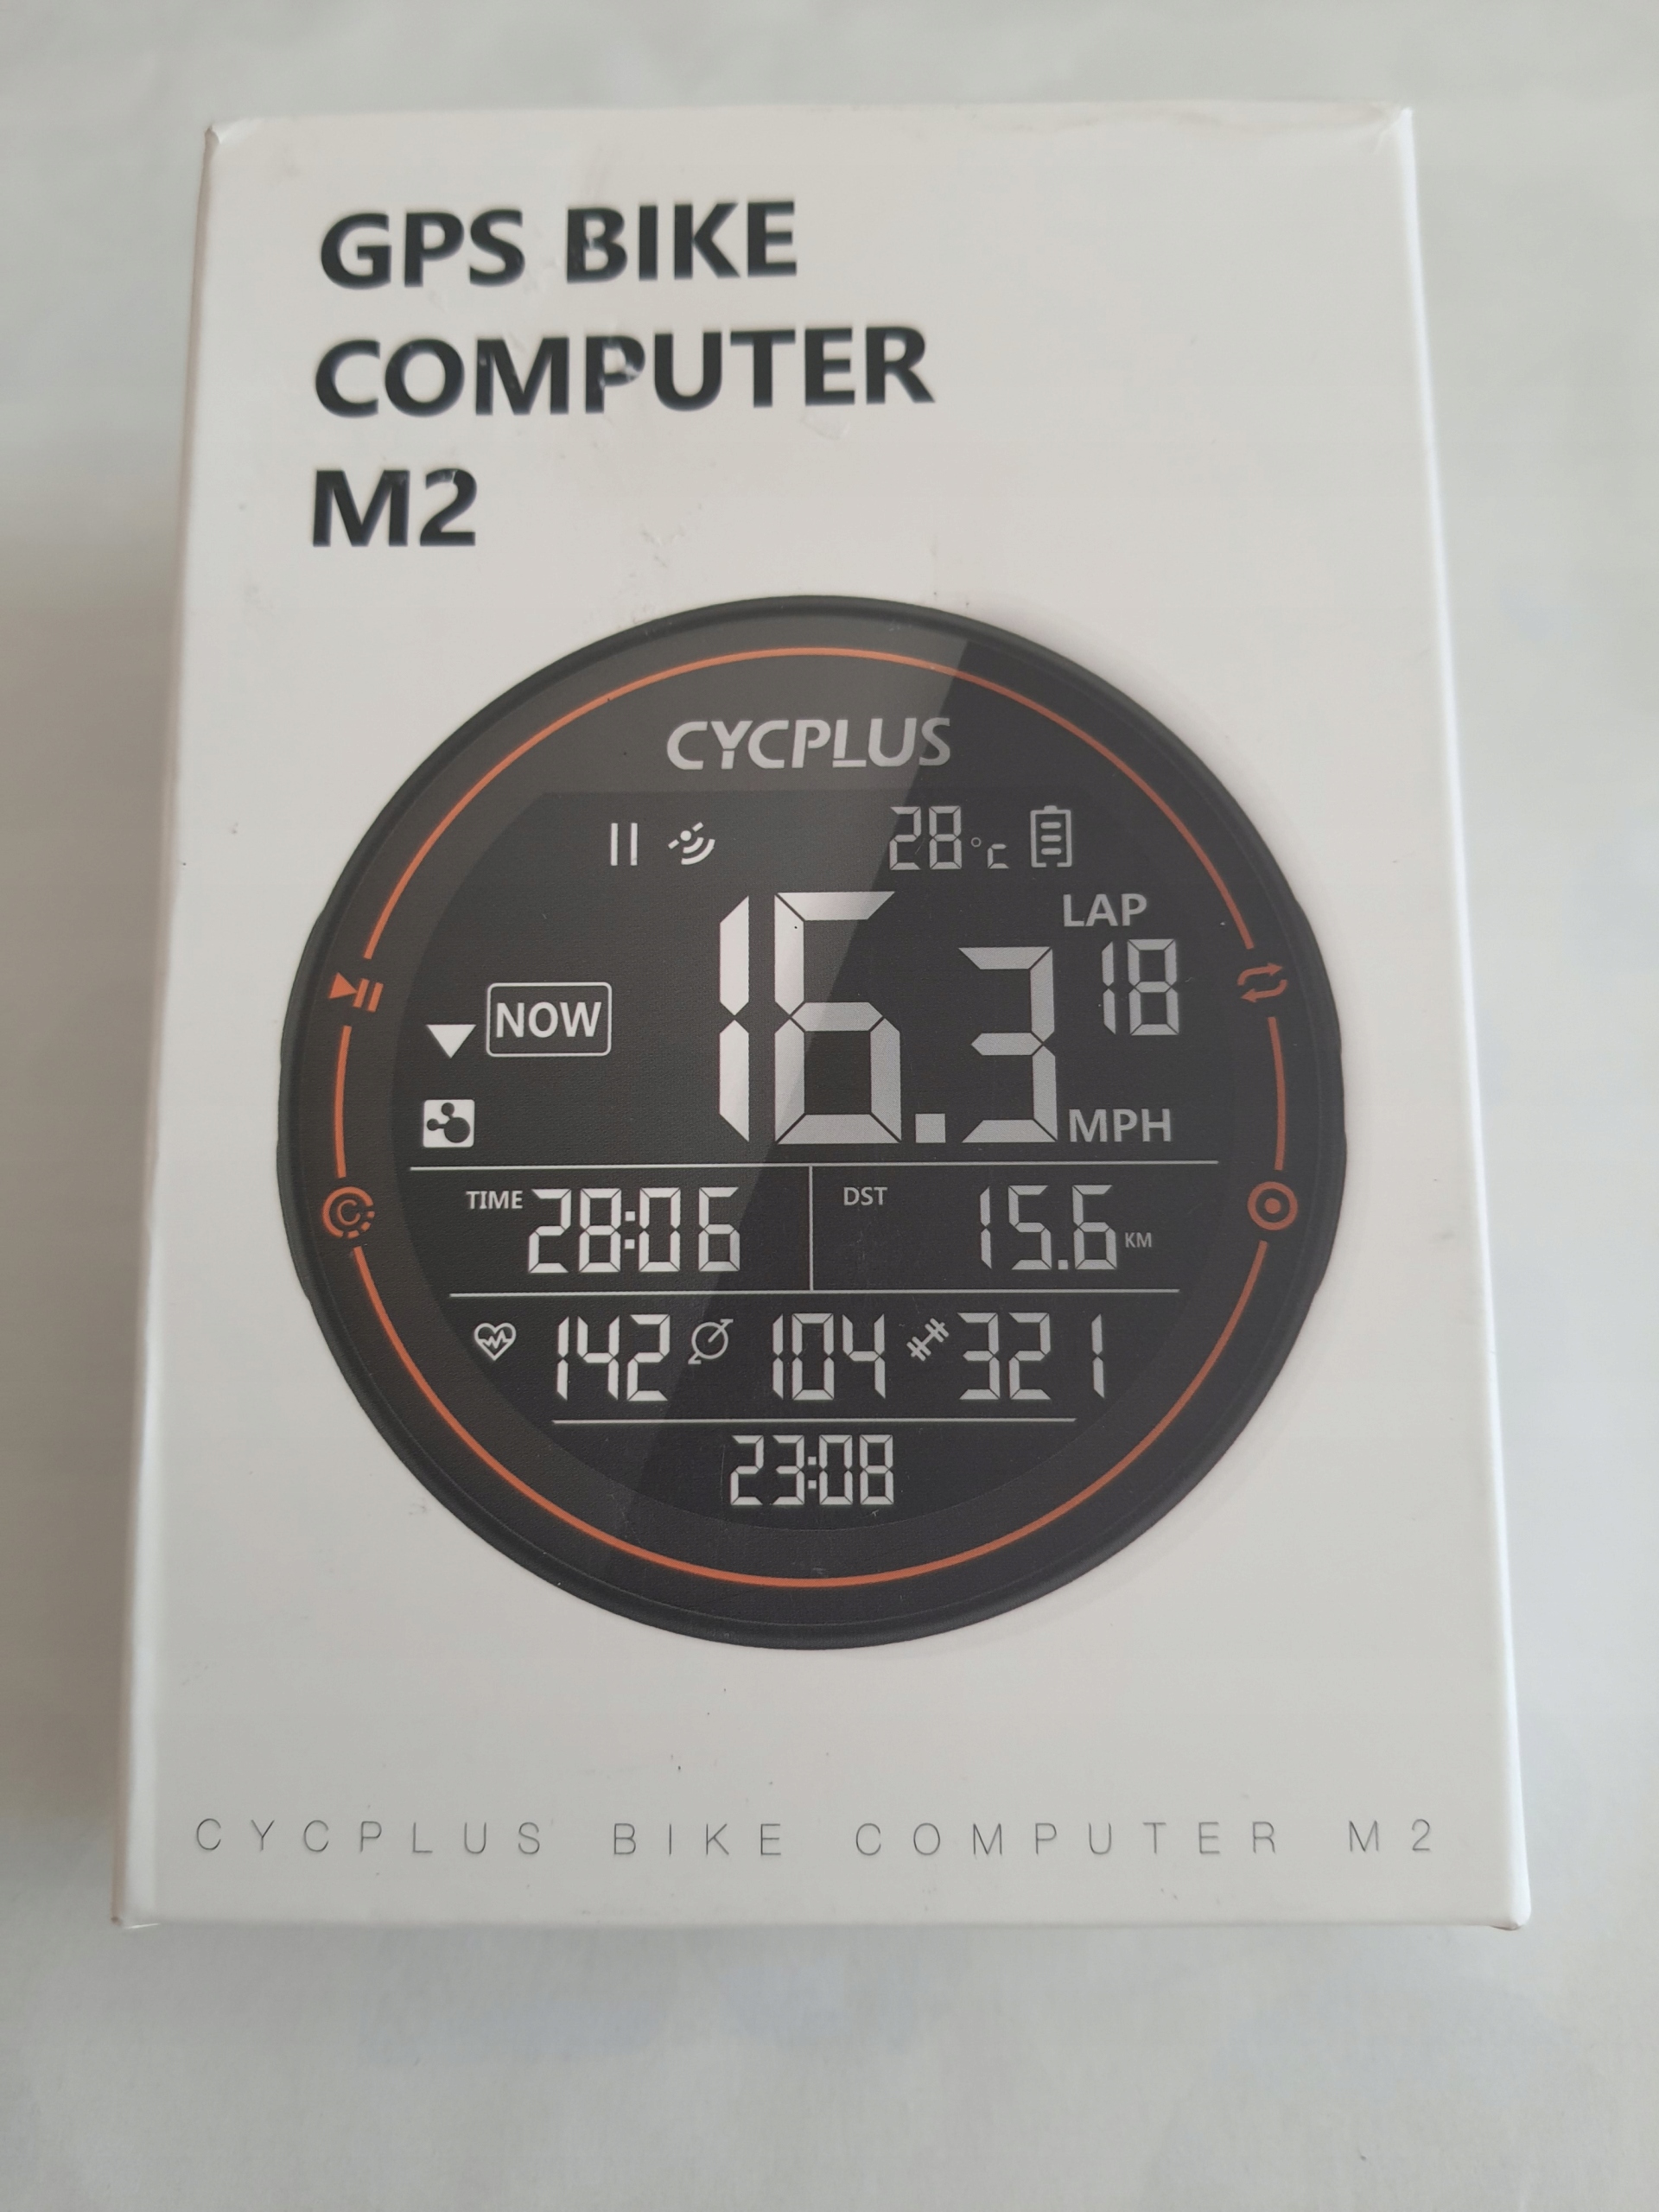 GPS BIKE
COMPUTER
M2
CYCPLUS
28°C
LAP
18
NOW
16.3
MPH
TIME 28:06
DST 15.6 KM
142 104 321
23:08
CYCPLUS BIKE COMPUTER M2